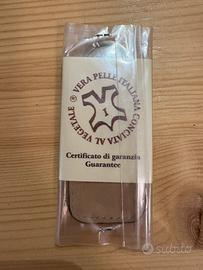 VERA PELLE ITALIANA CONCIATA AL VEGETALE
Certificato di garanzia
Guarantee
subito